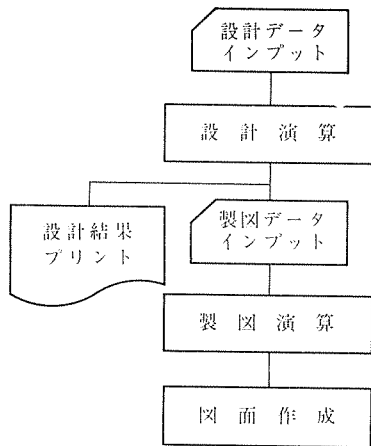 設計データ
インプット
設計演算
設計結果
プリント
製図データ
インプット
製図演算
図面作成